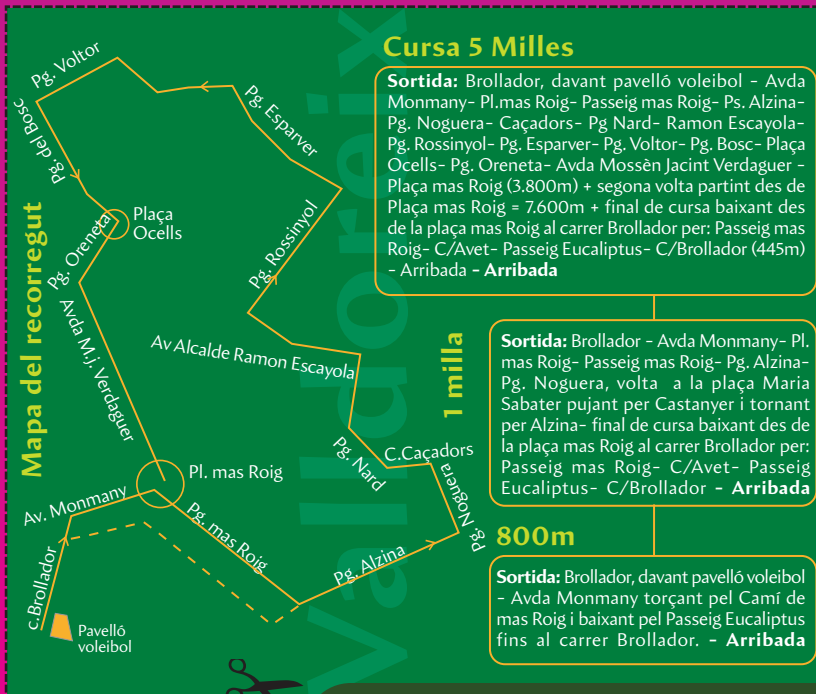 Cursa 5 Milles
Sortida: Brollador, davant pavelló voleibol - Avda
Monmany- Pl.mas Roig- Passeig mas Roig- Ps. Alzina-
Pg. Noguera- Caçadors- Pg Nard- Ramon Escayola-
Pg. Rossinyol- Pg. Esparver- Pg. Voltor- Pg. Bosc- Plaça
Ocells- Pg. Oreneta- Avda Mossèn Jacint Verdaguer -
Plaça mas Roig (3.800m) + segona volta partint des de
Plaça mas Roig = 7.600m + final de cursa baixant des
de la plaça mas Roig al carrer Brollador per: Passeig mas
Roig- C/Avet- Passeig Eucaliptus- C/Brollador (445m)
- Arribada - Arribada
1 milla
Sortida: Brollador - Avda Monmany- Pl.
mas Roig- Passeig mas Roig- Pg. Alzina-
Pg. Noguera, volta a la plaça Maria
Sabater pujant per Castanyer i tornant
per Alzina- final de cursa baixant des de
la plaça mas Roig al carrer Brollador per:
Passeig mas Roig- C/Avet- Passeig
Eucaliptus- C/Brollador - Arribada
800m
Sortida: Brollador, davant pavelló voleibol
- Avda Monmany torçant pel Camí de
mas Roig i baixant pel Passeig Eucaliptus
fins al carrer Brollador. - Arribada
Mapa del recorregut
Valldoreix
Pg. Voltor
Pg. del Bosc
Pg. Esparver
Plaça
Ocells
Pg. Oreneta
Pg. Rossinyol
Avda M.j. Verdaguer
Av Alcalde Ramon Escayola
Pg. Nard
C.Caçadors
Pg. Noguera
Pl. mas Roig
Av. Monmany
Pg. mas Roig
Pg. Alzina
c.Brollador
Pavelló
voleibol